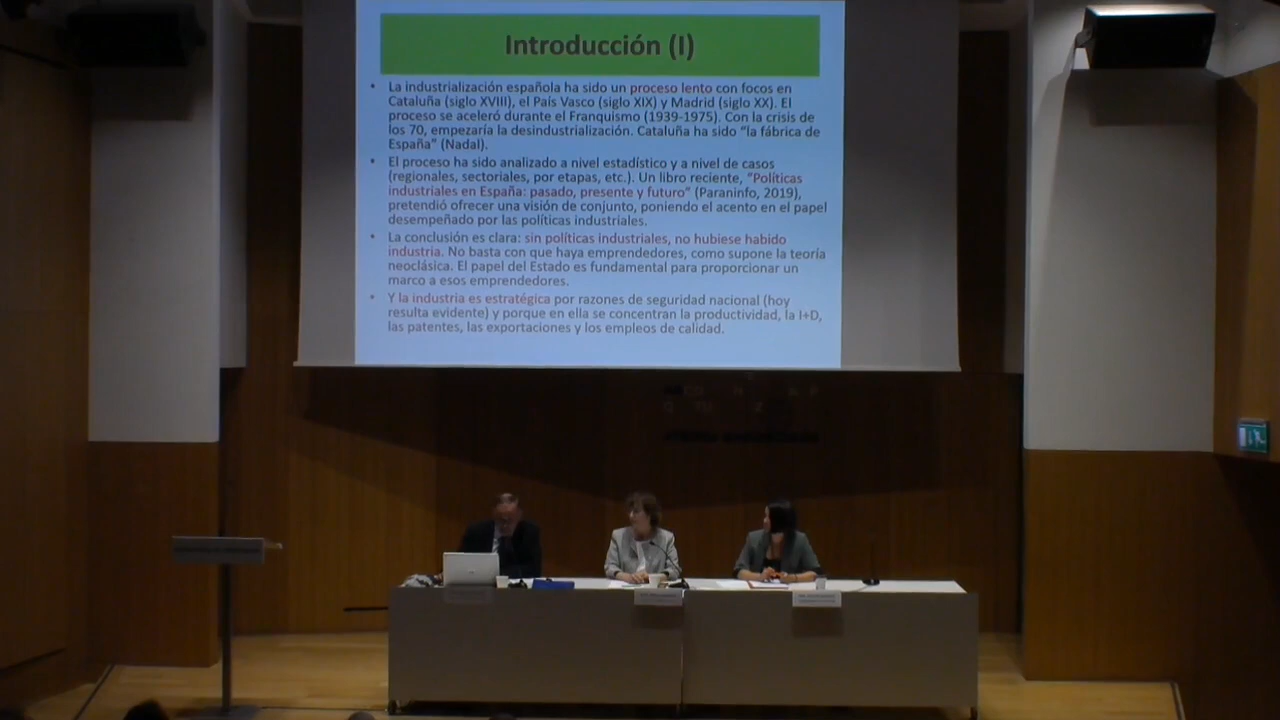 Introducción (I)
• La industrialización española ha sido un proceso lento con focos en
Cataluña (siglo XVIII), el País Vasco (siglo XIX) y Madrid (siglo XX). El
proceso se aceleró durante el Franquismo (1939-1975). Con la crisis de
los 70, empezaría la desindustrialización. Cataluña ha sido “la fábrica de
España” (Nadal).
• El proceso ha sido analizado a nivel estadístico y a nivel de casos
(regionales, sectoriales, por etapas, etc.). Un libro reciente, “Políticas
industriales en España: pasado, presente y futuro” (Paraninfo, 2019),
pretendió ofrecer una visión de conjunto, poniendo el acento en el papel
desempeñado por las políticas industriales.
• La conclusión es clara: sin políticas industriales, no hubiese habido
industria. No basta con que haya emprendedores, como supone la teoría
neoclásica. El papel del Estado es fundamental para proporcionar un
marco a esos emprendedores.
• Y la industria es estratégica por razones de seguridad nacional (hoy
resulta evidente) y porque en ella se concentran la productividad, la I+D,
las patentes, las exportaciones y los empleos de calidad.